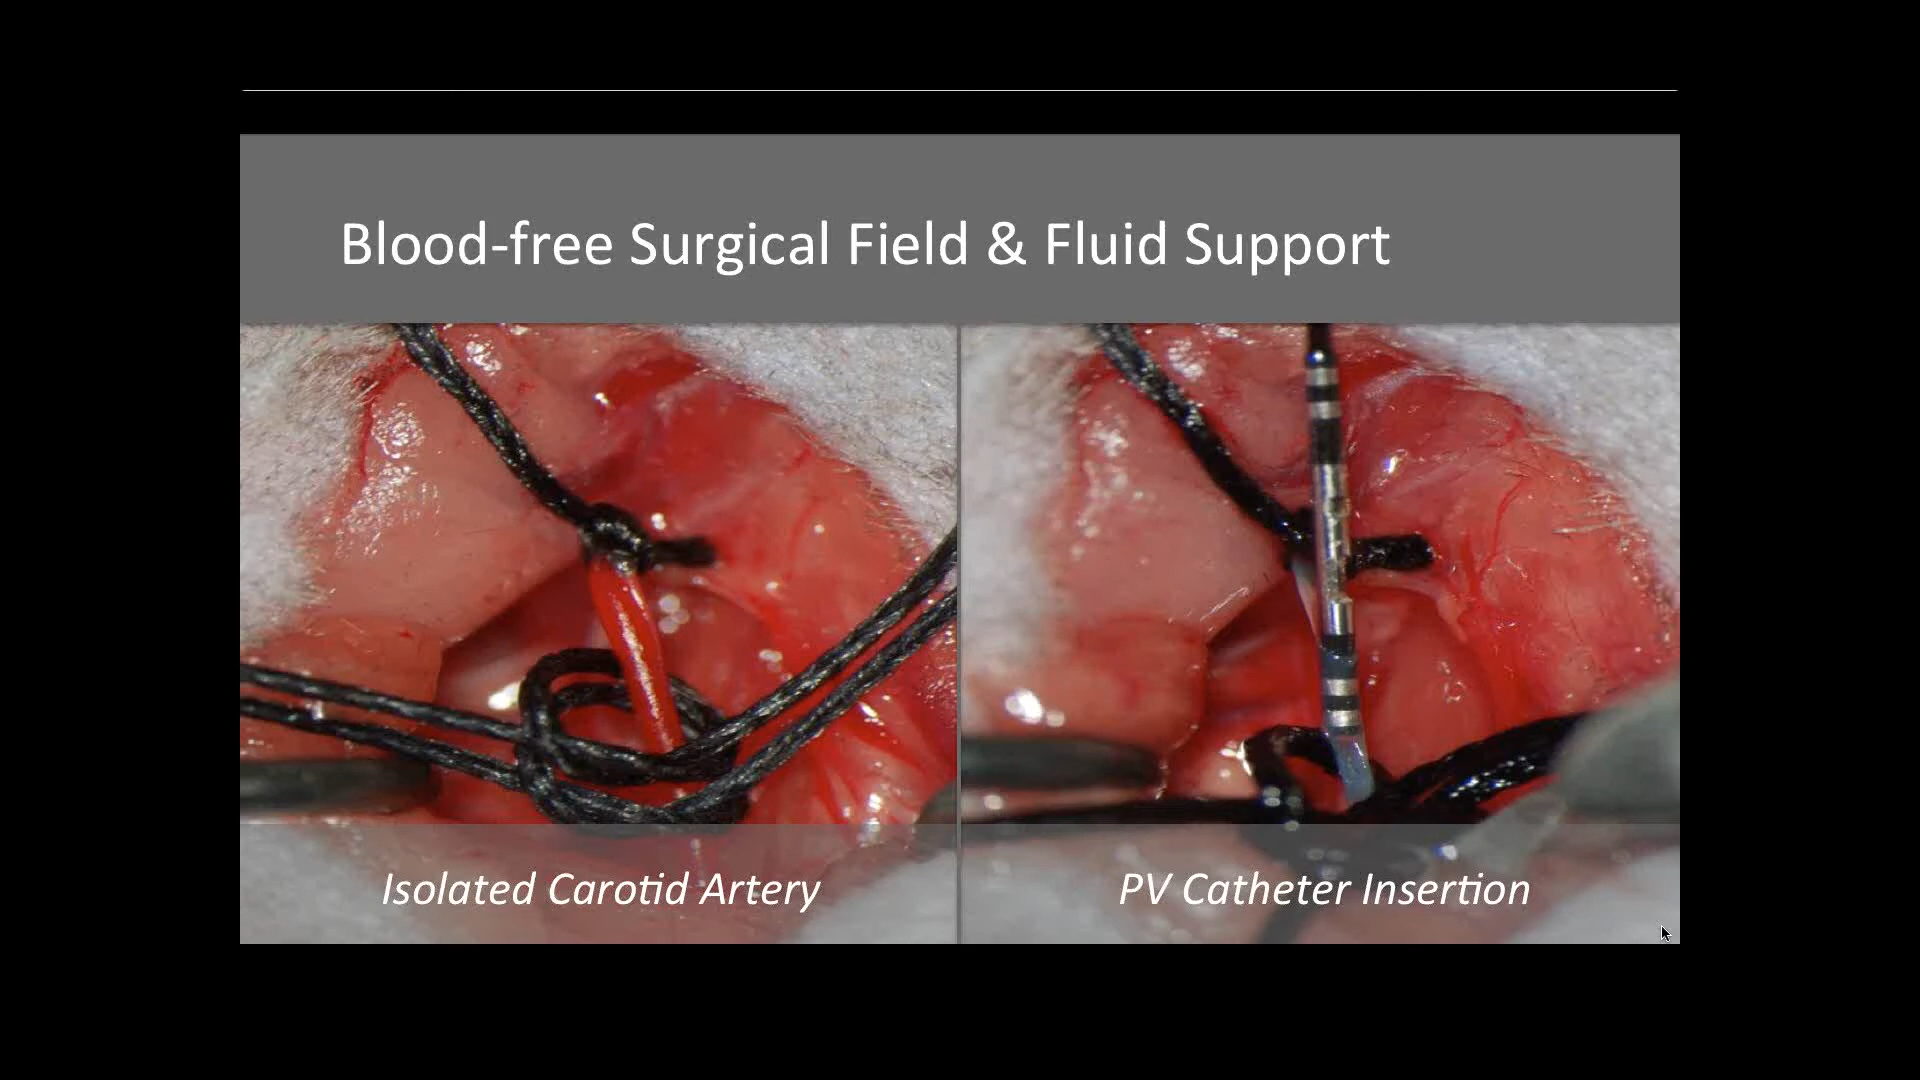 Blood-free Surgical Field & Fluid Support
Isolated Carotid Artery
PV Catheter Insertion